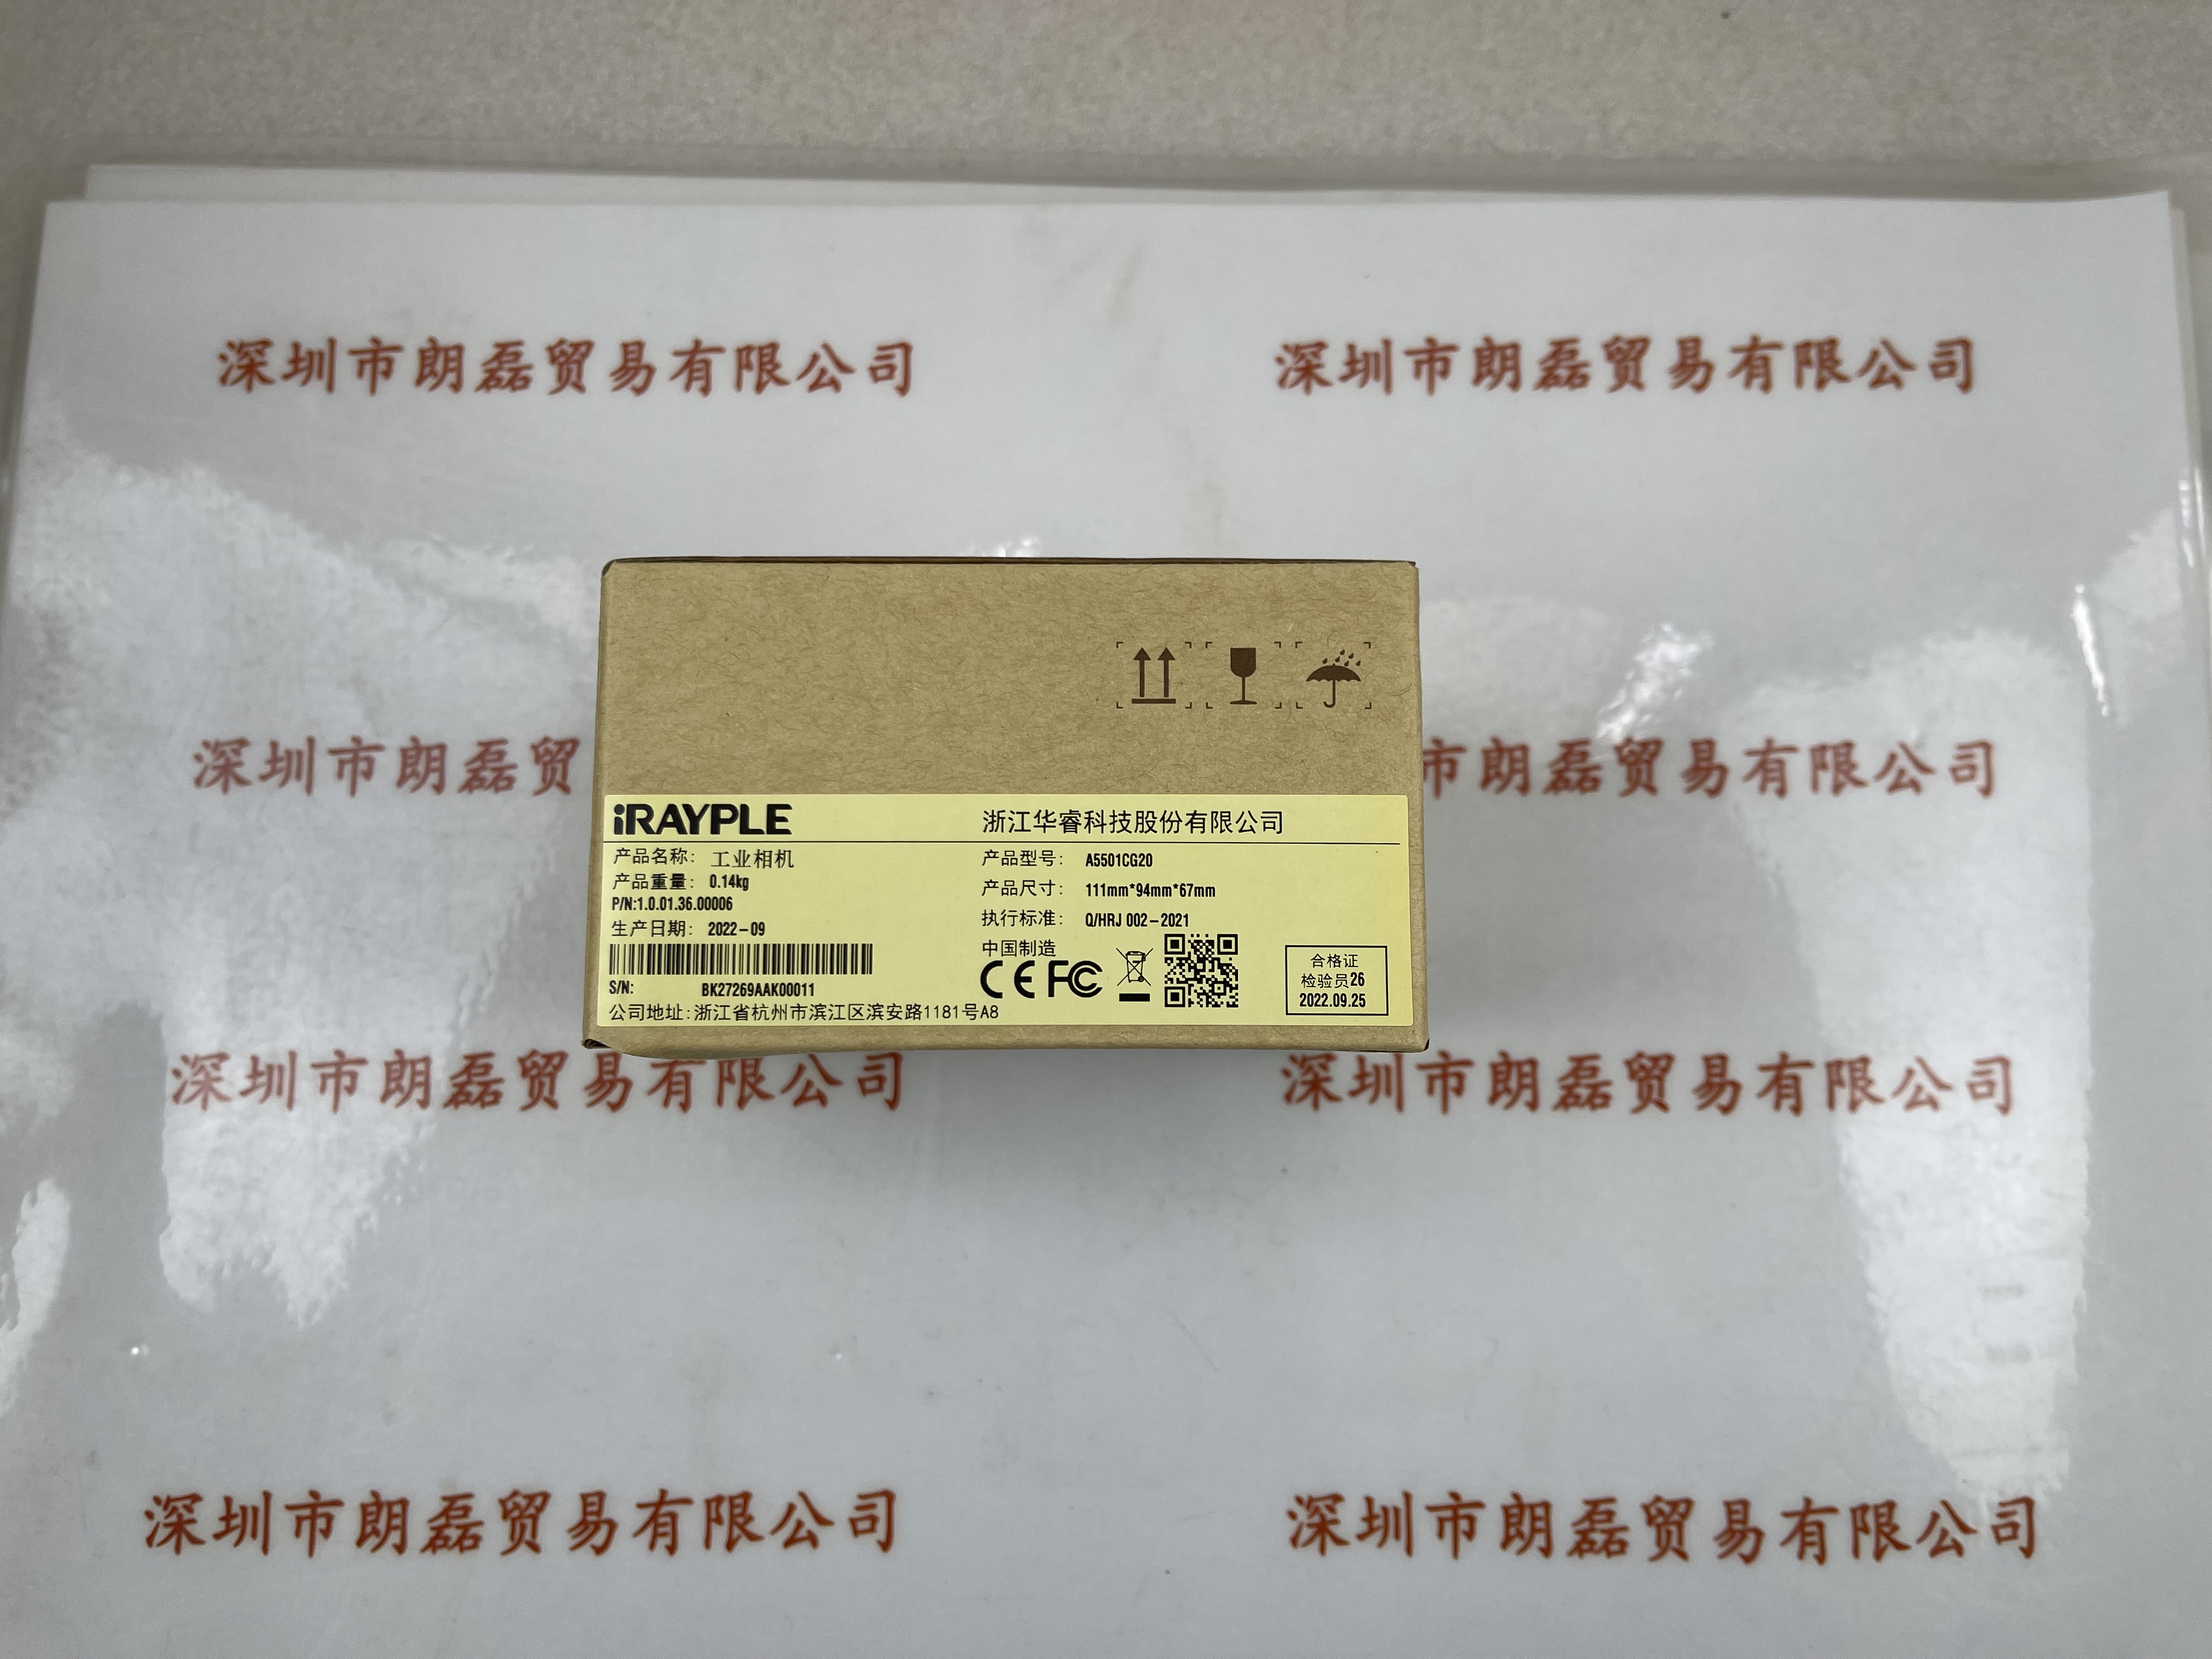 深圳市朗磊贸易有限公司 深圳市朗磊贸易有限公司
深圳市朗磊贸 市朗磊贸易有限公司
iRAYPLE 浙江华睿科技股份有限公司
产品名称: 工业相机
产品重量: 0.14kg
P/N:1.0.01.36.00006
生产日期: 2022-09
S/N: BK27269AAK00011
产品型号: A5501CG20
产品尺寸: 111mm*94mm*67mm
执行标准: Q/HRJ 002-2021
中国制造
CE FC
合格证
检验员26
2022.09.25
公司地址:浙江省杭州市滨江区滨安路1181号A8
深圳市朗磊贸易有限公司 深圳市朗磊贸易有限公司
深圳市朗磊贸易有限公司 深圳市朗磊贸易有限公司